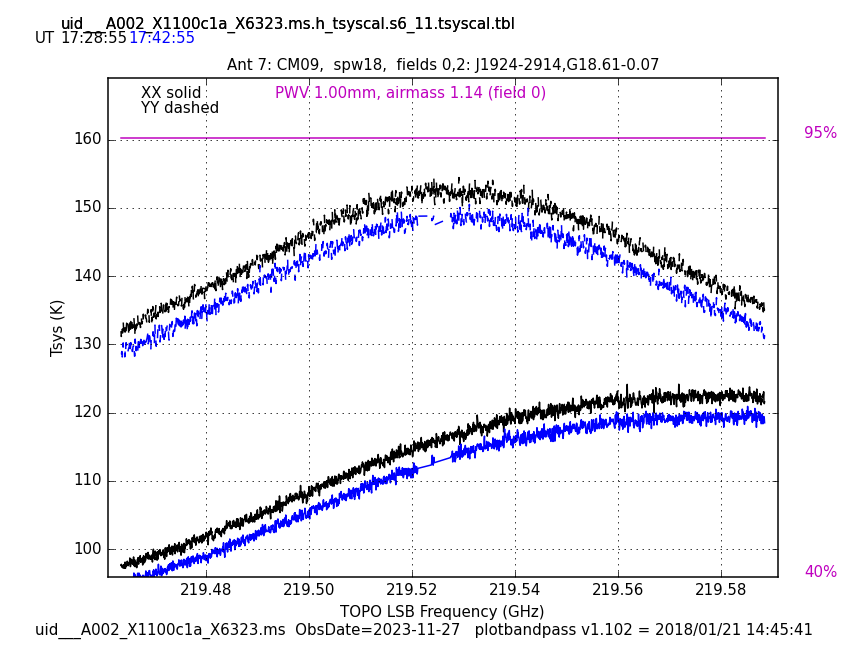 uid___A002_X1100c1a_X6323.ms.h_tsyscal.s6_11.tsyscal.tbl
UT 17:28:55 17:42:55
Ant 7: CM09,  spw18,  fields 0,2: J1924-2914,G18.61-0.07
XX solid PWV 1.00mm, airmass 1.14 (field 0)
YY dashed
95%
160
150
140
130
120
110
100
Tsys (K)
40%
219.48 219.50 219.52 219.54 219.56 219.58
TOPO LSB Frequency (GHz)
uid___A002_X1100c1a_X6323.ms  ObsDate=2023-11-27   plotbandpass v1.102 = 2018/01/21 14:45:41